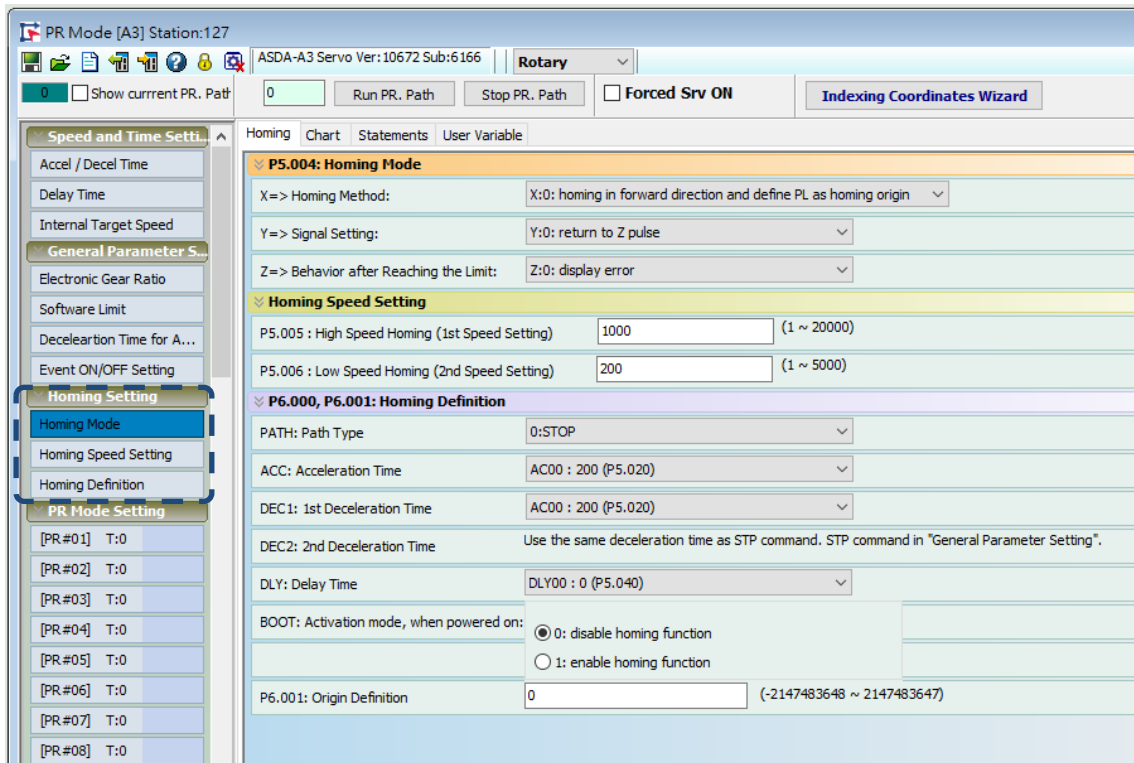 PR Mode [A3] Station:127
ASDA-A3 Servo Ver:10672 Sub:6166
Rotary
0
Show currrent PR. Path
0
Run PR. Path
Stop PR. Path
Forced Srv ON
Indexing Coordinates Wizard
Speed and Time Setti...
Accel / Decel Time
Delay Time
Internal Target Speed
General Parameter S...
Electronic Gear Ratio
Software Limit
Deceleartion Time for A...
Event ON/OFF Setting
Homing Setting
Homing Mode
Homing Speed Setting
Homing Definition
PR Mode Setting
[PR#01] T:0
[PR#02] T:0
[PR#03] T:0
[PR#04] T:0
[PR#05] T:0
[PR#06] T:0
[PR#07] T:0
[PR#08] T:0
Homing Chart Statements User Variable
P5.004: Homing Mode
X=> Homing Method: X:0: homing in forward direction and define PL as homing origin
Y=> Signal Setting: Y:0: return to Z pulse
Z=> Behavior after Reaching the Limit: Z:0: display error
Homing Speed Setting
P5.005 : High Speed Homing (1st Speed Setting) 1000 (1 ~ 20000)
P5.006 : Low Speed Homing (2nd Speed Setting) 200 (1 ~ 5000)
P6.000, P6.001: Homing Definition
PATH: Path Type 0:STOP
ACC: Acceleration Time AC00 : 200 (P5.020)
DEC1: 1st Deceleration Time AC00 : 200 (P5.020)
DEC2: 2nd Deceleration Time Use the same deceleration time as STP command. STP command in "General Parameter Setting".
DLY: Delay Time DLY00 : 0 (P5.040)
BOOT: Activation mode, when powered on:
0: disable homing function
1: enable homing function
P6.001: Origin Definition 0 (-2147483648 ~ 2147483647)